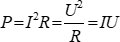 P = I²R = U²/R = IU